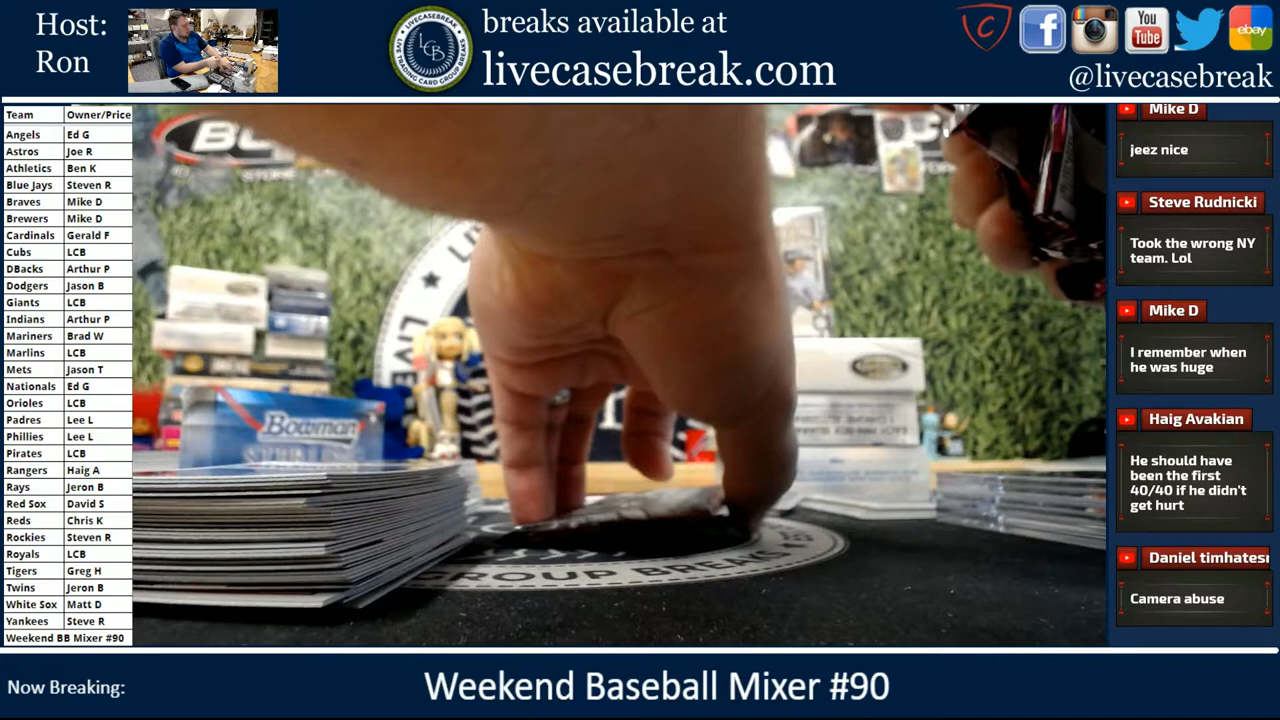 Host:
Ron
LCB
breaks available at
livecasebreak.com
You
Tube
ebay
@livecasebreak
Team Owner/Price
Angels Ed G
Astros Joe R
Athletics Ben K
Blue Jays Steven R
Braves Mike D
Brewers Mike D
Cardinals Gerald F
Cubs LCB
DBacks Arthur P
Dodgers Jason B
Giants LCB
Indians Arthur P
Mariners Brad W
Marlins LCB
Mets Jason T
Nationals Ed G
Orioles LCB
Padres Lee L
Phillies Lee L
Pirates LCB
Rangers Haig A
Rays Jeron B
Red Sox David S
Reds Chris K
Rockies Steven R
Royals LCB
Tigers Greg H
Twins Jeron B
White Sox Matt D
Yankees Steve R
Weekend BB Mixer #90
Bowman
GROUP BREAKS
Mike D
jeez nice
Steve Rudnicki
Took the wrong NY
team. Lol
Mike D
I remember when
he was huge
Haig Avakian
He should have
been the first
40/40 if he didn't
get hurt
Daniel timhates
Camera abuse
Now Breaking:
Weekend Baseball Mixer #90